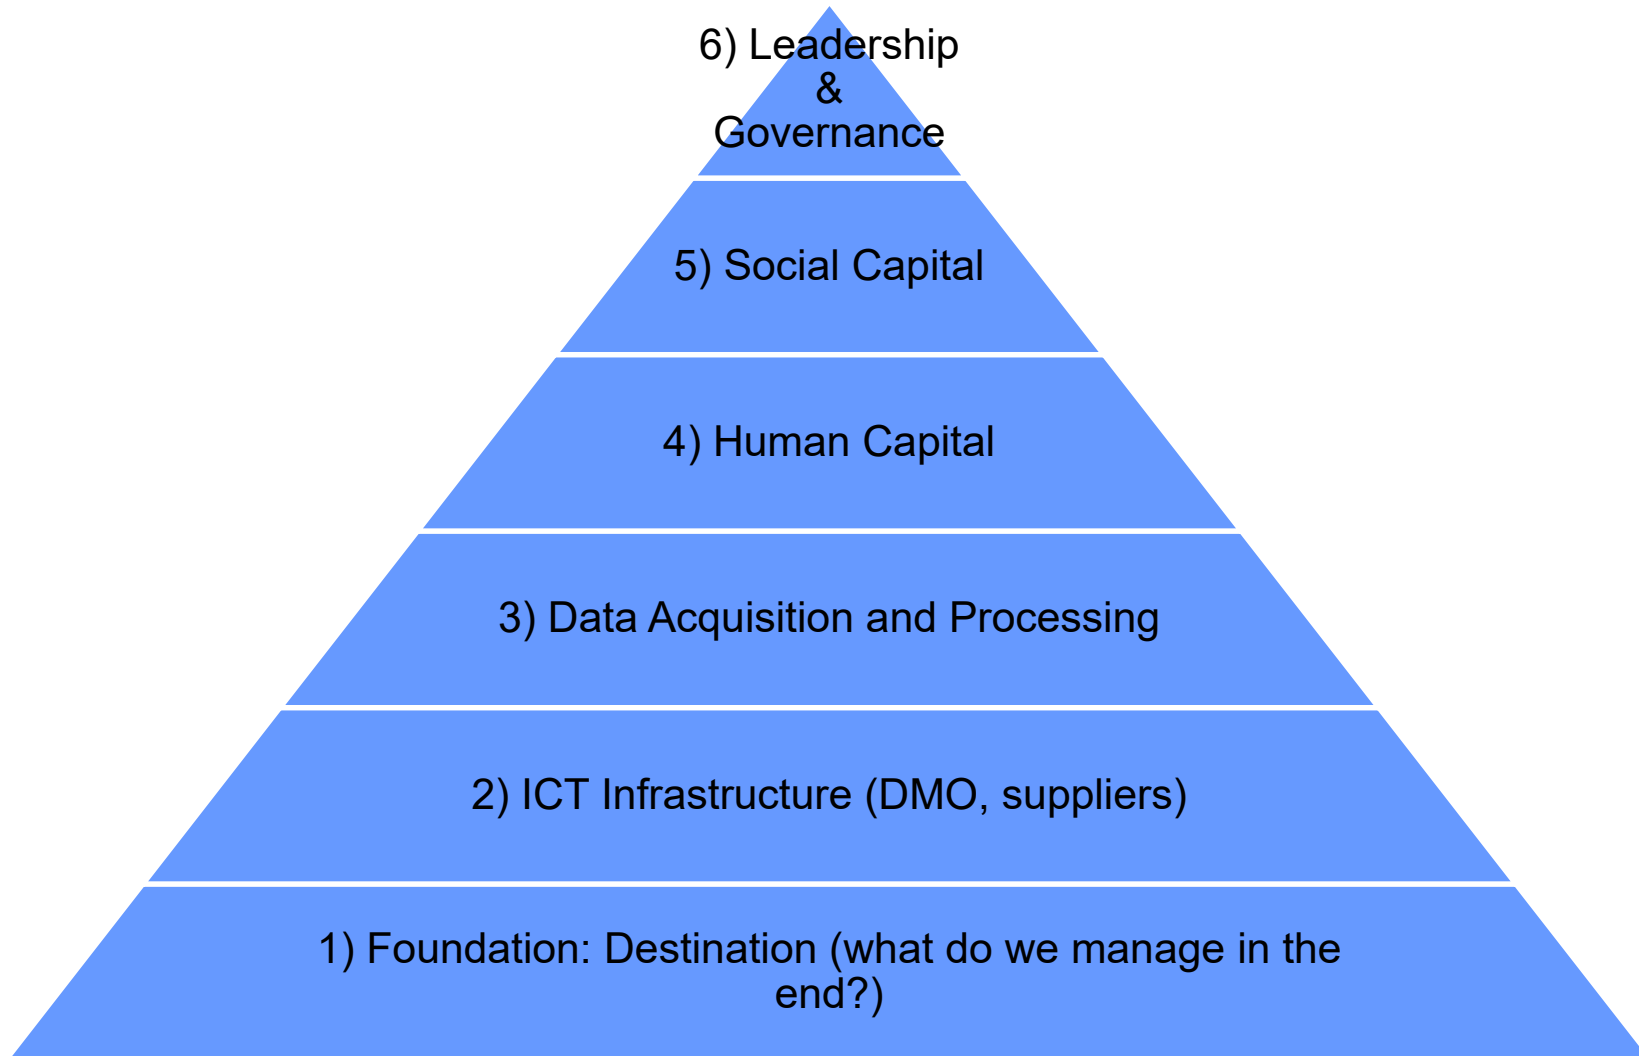 6) Leadership
&
Governance
5) Social Capital
4) Human Capital
3) Data Acquisition and Processing
2) ICT Infrastructure (DMO, suppliers)
1) Foundation: Destination (what do we manage in the
end?)